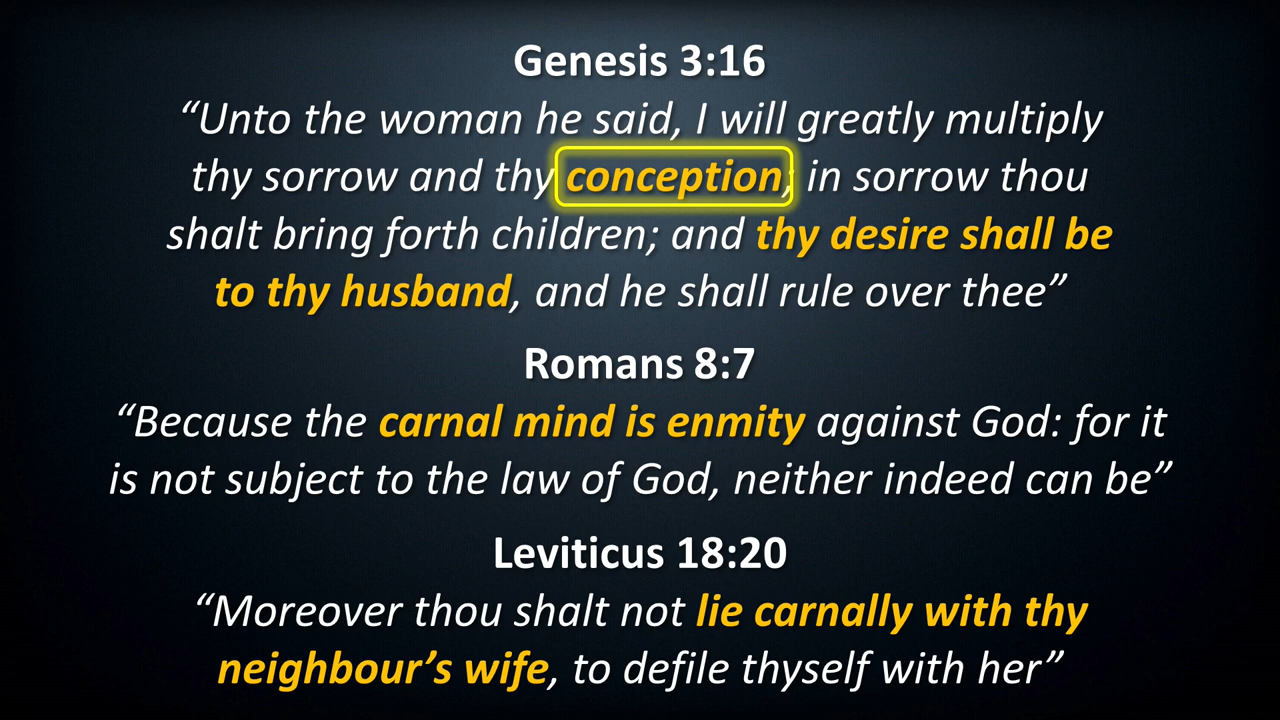 Genesis 3:16
“Unto the woman he said, I will greatly multiply
thy sorrow and thy conception; in sorrow thou
shalt bring forth children; and thy desire shall be
to thy husband, and he shall rule over thee”
Romans 8:7
“Because the carnal mind is enmity against God: for it
is not subject to the law of God, neither indeed can be”
Leviticus 18:20
“Moreover thou shalt not lie carnally with thy
neighbour’s wife, to defile thyself with her”